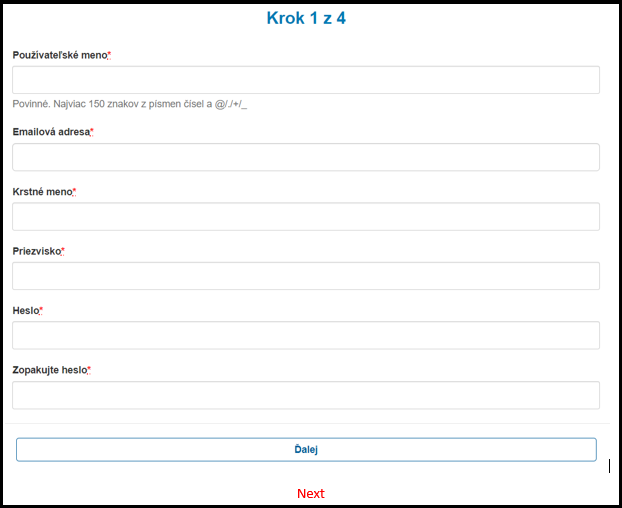 Krok 1 z 4
Používateľské meno*
Povinné. Najviac 150 znakov z písmen čísel a @/./+/_
Emailová adresa*
Krstné meno*
Priezvisko*
Heslo*
Zopakujte heslo*
Ďalej
Next